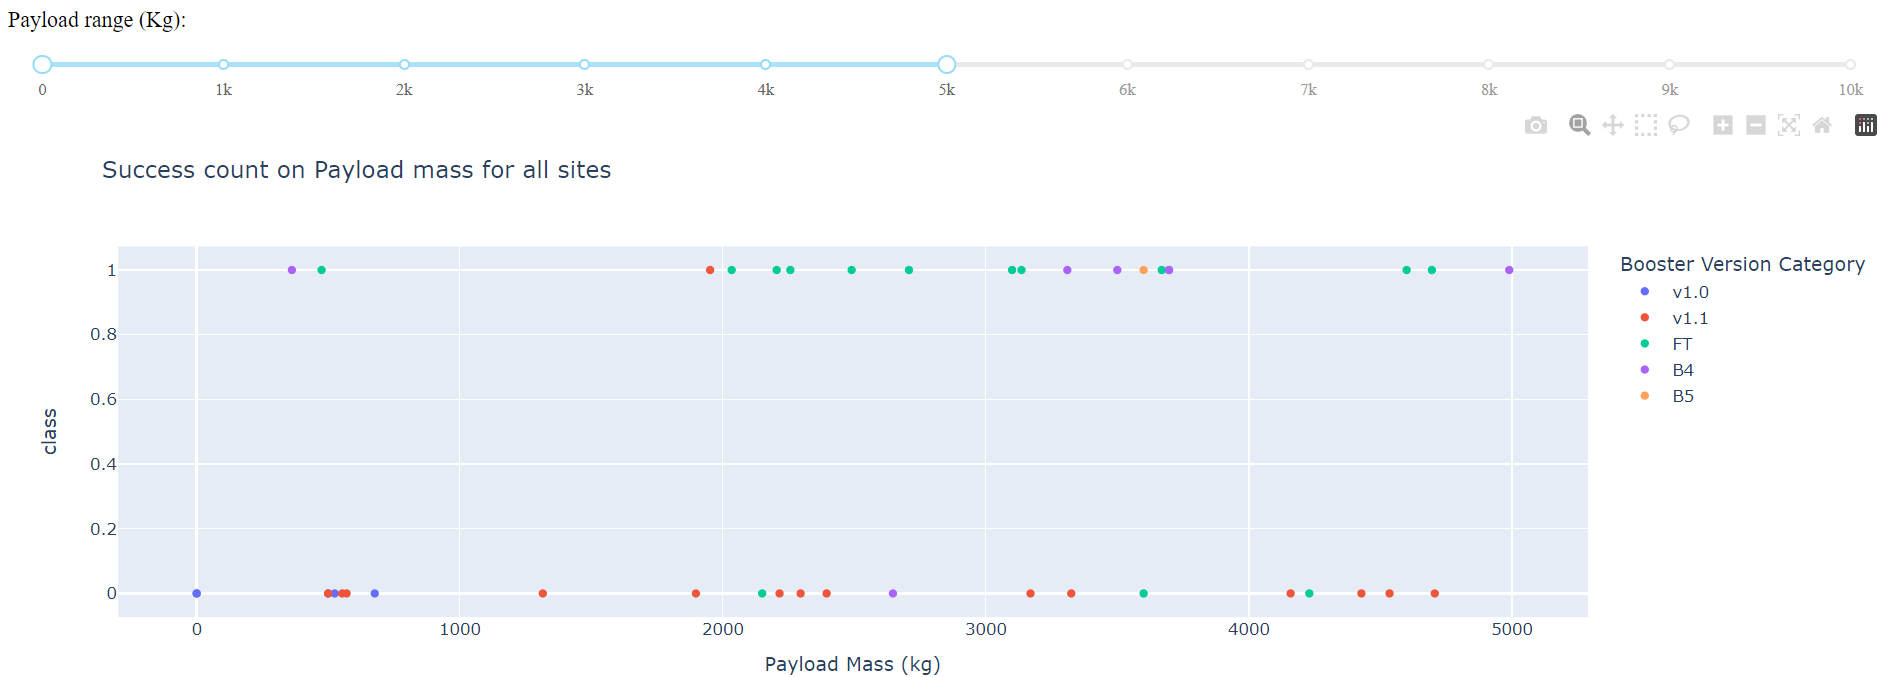 Payload range (Kg):
0 1k 2k 3k 4k 5k 6k 7k 8k 9k 10k
Success count on Payload mass for all sites
Booster Version Category
v1.0
v1.1
FT
B4
B5
class
1
0.8
0.6
0.4
0.2
0
0 1000 2000 3000 4000 5000
Payload Mass (kg)